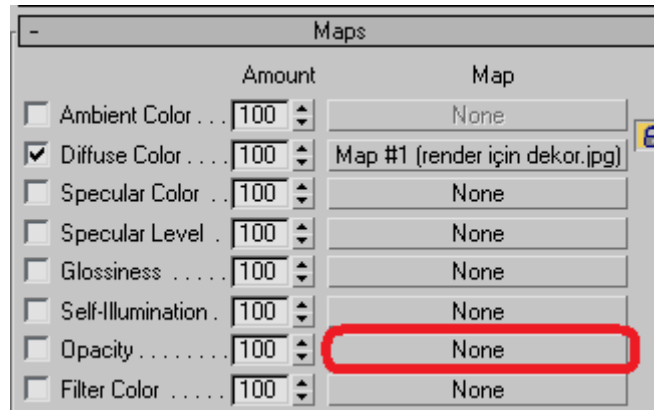 - Maps
Amount Map
Ambient Color . . . 100 None
Diffuse Color . . . . 100 Map #1 (render için dekor.jpg)
Specular Color . . 100 None
Specular Level . 100 None
Glossiness . . . . . 100 None
Self-Illumination . 100 None
Opacity . . . . . . . . 100 None
Filter Color . . . . . 100 None